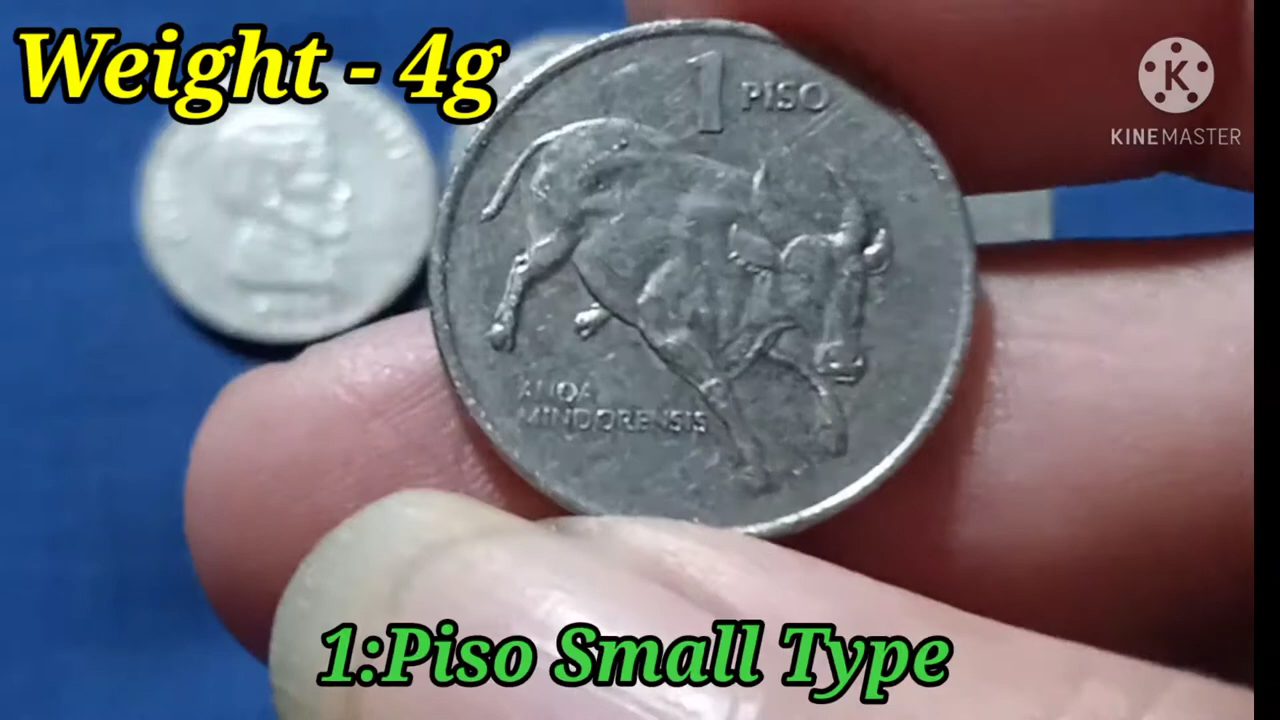 Weight - 4g
KINEMASTER
1 PISO
ANOA
MINDORENSIS
1:Piso Small Type